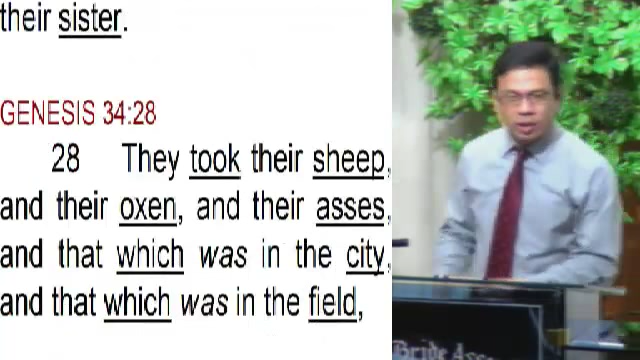 their sister.
GENESIS 34:28
28 They took their sheep,
and their oxen, and their asses,
and that which was in the city,
and that which was in the field,
Bride